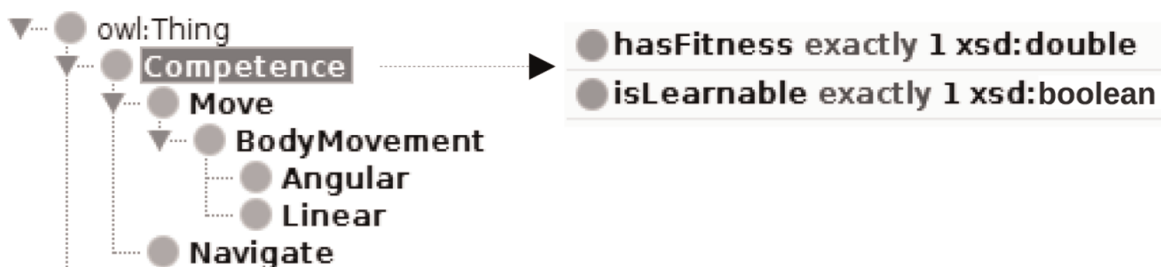 owl:Thing
Competence
Move
BodyMovement
Angular
Linear
Navigate
hasFitness exactly 1 xsd:double
isLearnable exactly 1 xsd:boolean